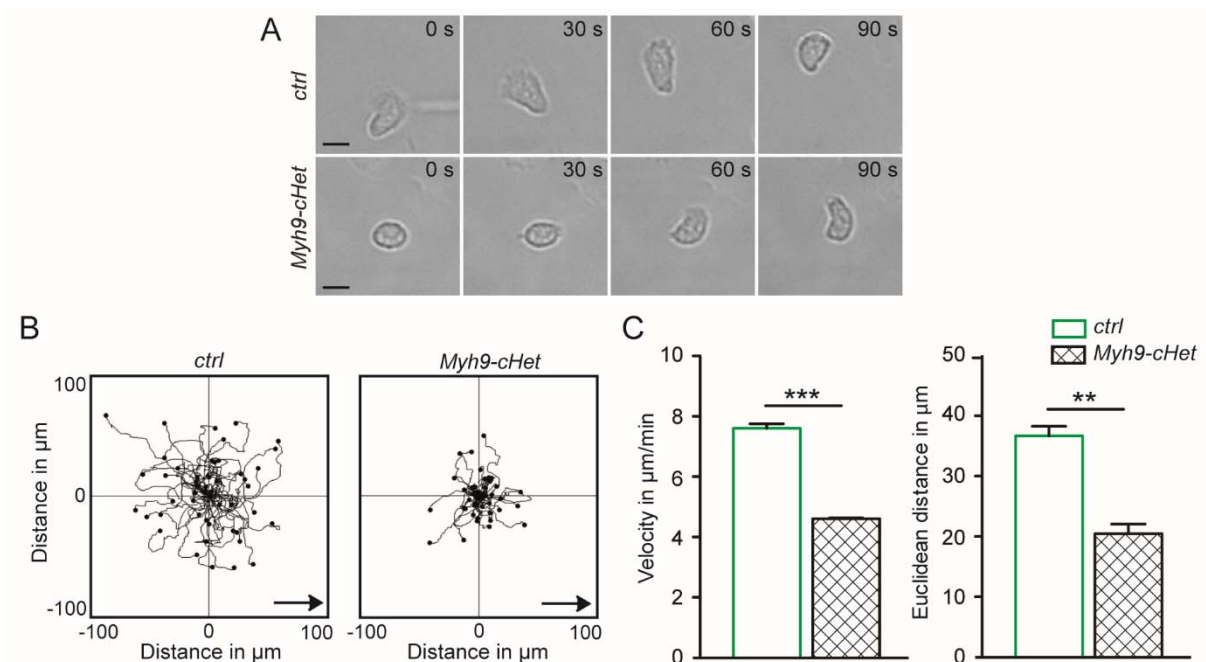 A
ctrl
0 s
30 s
60 s
90 s
Myh9-cHet
0 s
30 s
60 s
90 s
B
ctrl
Myh9-cHet
Distance in µm
100
0
-100
-100
0
100
Distance in µm
-100
0
100
Distance in µm
C
ctrl
Myh9-cHet
Velocity in µm/min
10
8
6
4
2
0
***
Euclidean distance in µm
50
40
30
20
10
0
**